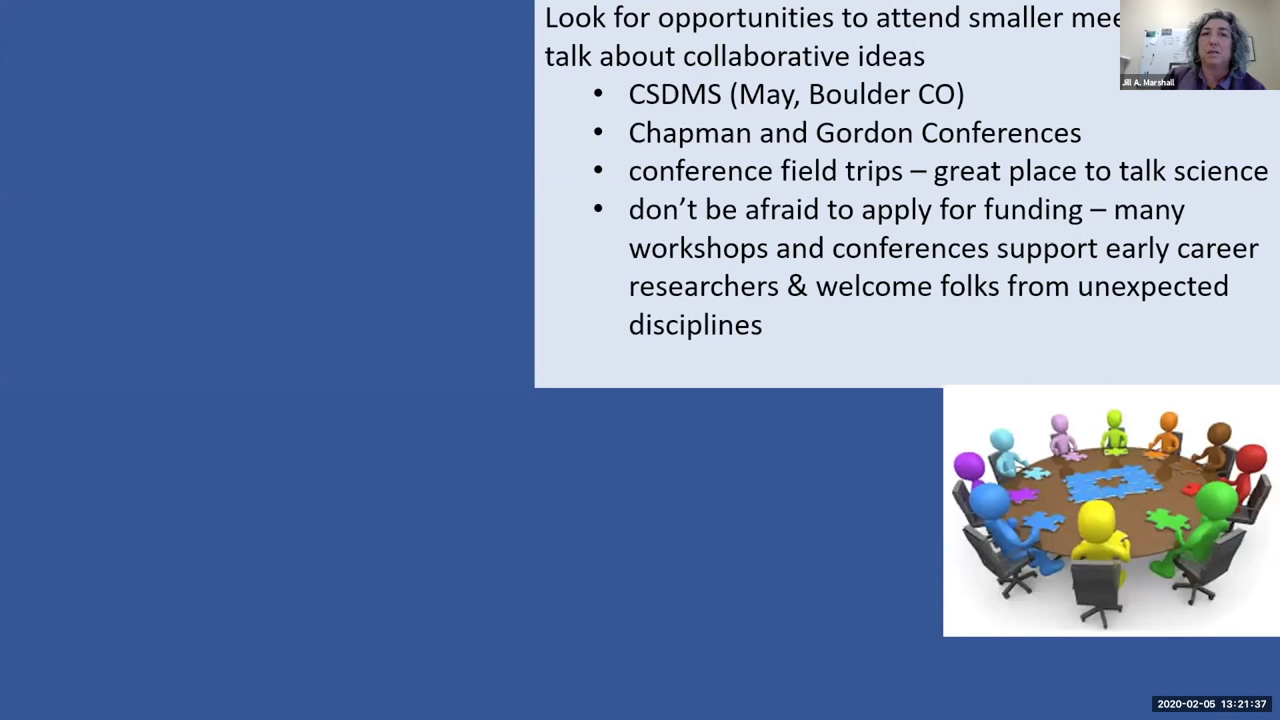 Look for opportunities to attend smaller
talk about collaborative ideas
• CSDMS (May, Boulder CO)
• Chapman and Gordon Conferences
• conference field trips – great place to talk science
• don’t be afraid to apply for funding – many
workshops and conferences support early career
researchers & welcome folks from unexpected
disciplines
Jill A. Marshall
2020-02-05 13:21:37